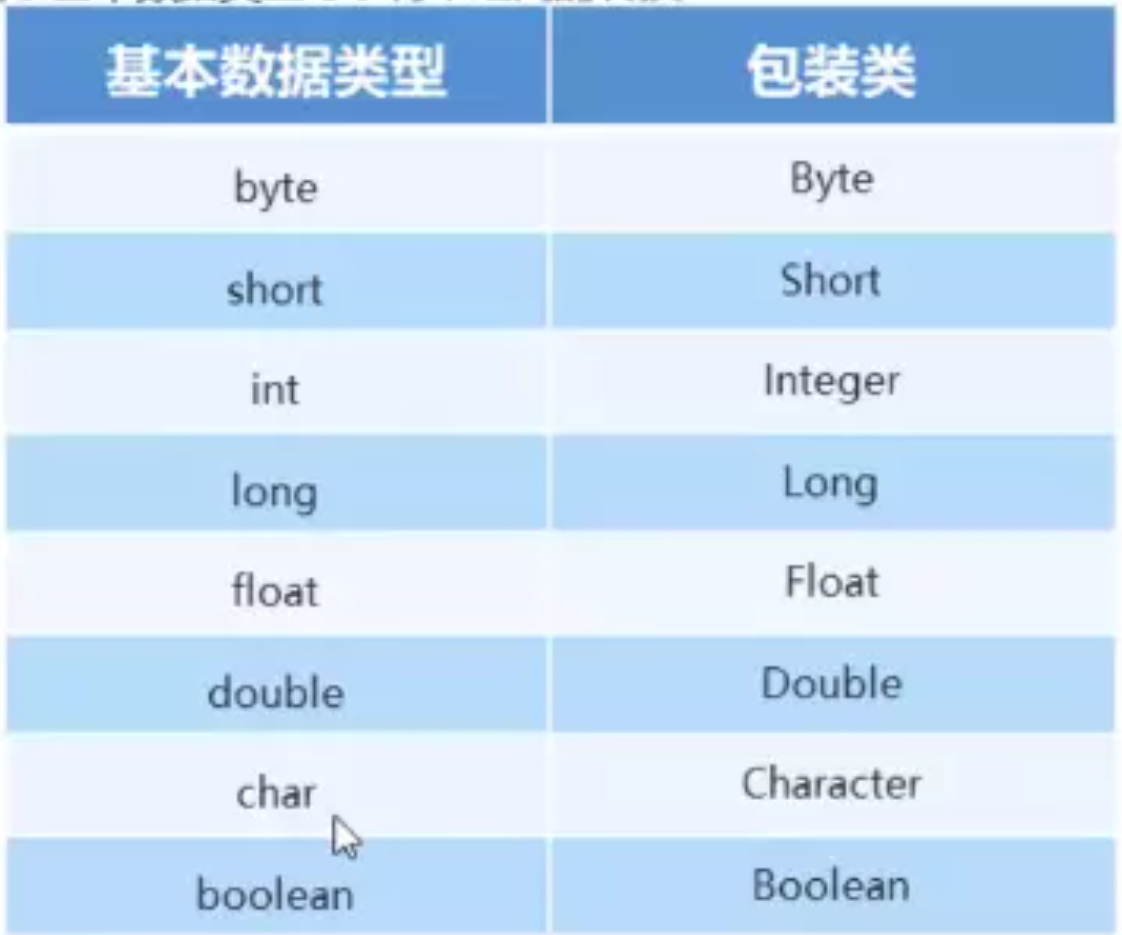 基本数据类型 包装类
byte Byte
short Short
int Integer
long Long
float Float
double Double
char Character
boolean Boolean